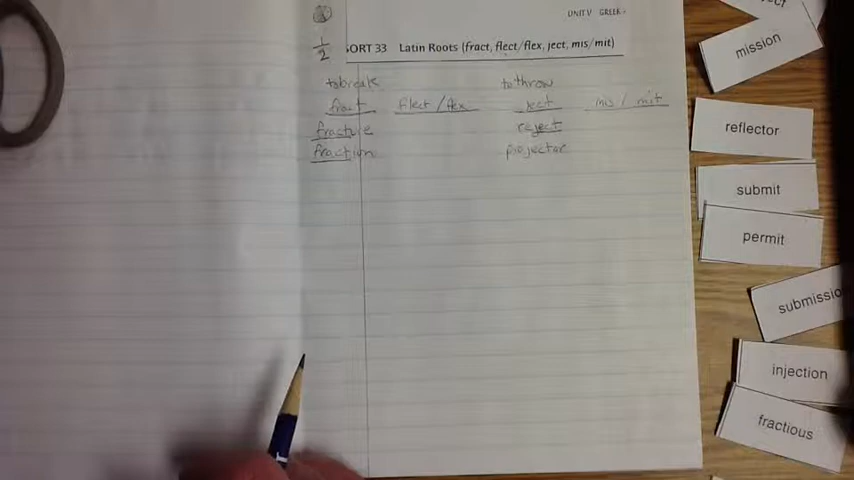 UNIT V GREEK
1/2
SORT 33 Latin Roots (fract, flect/flex, ject, mis/mit)
to break to throw
fract flect/flex ject mis/mit
fracture reject
fraction projector
mission
reflector
submit
permit
submission
injection
fractious